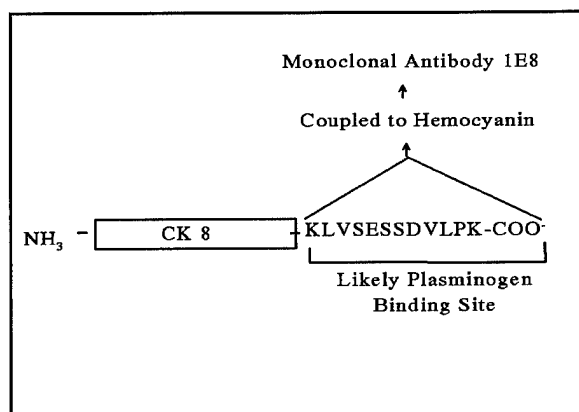 Monoclonal Antibody 1E8
Coupled to Hemocyanin
NH3 - CK 8 KLVSESSDVLPK-COO-
Likely Plasminogen
Binding Site